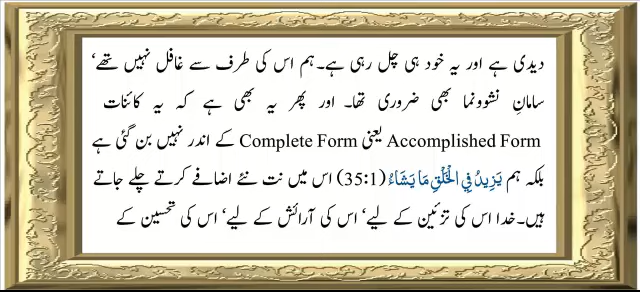 دیدی ہے اور یہ خود ہی چل رہی ہے۔ ہم اس کی طرف سے غافل نہیں تھے‘
سامانِ نشوونما بھی ضروری تھا۔ اور پھر یہ بھی ہے کہ یہ کائنات
Accomplished Form یعنی Complete Form کے اندر نہیں بن گئی ہے
بلکہ ہم یَزِیْدُ فِی الْخَلْقِ مَا یَشَآءُ (35:1) اس میں نت نئے اضافے کرتے چلے جاتے
ہیں۔ خدا اس کی تزئین کے لیے‘ اس کی آرائش کے لیے‘ اس کی تحسین کے